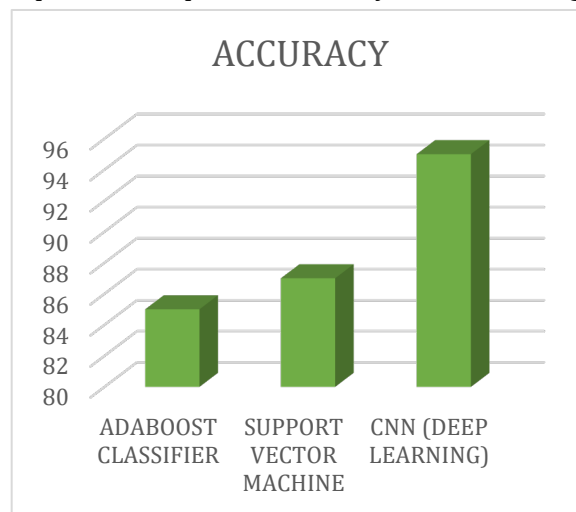 ACCURACY
96
94
92
90
88
86
84
82
80
ADABOOST
CLASSIFIER
SUPPORT
VECTOR
MACHINE
CNN (DEEP
LEARNING)